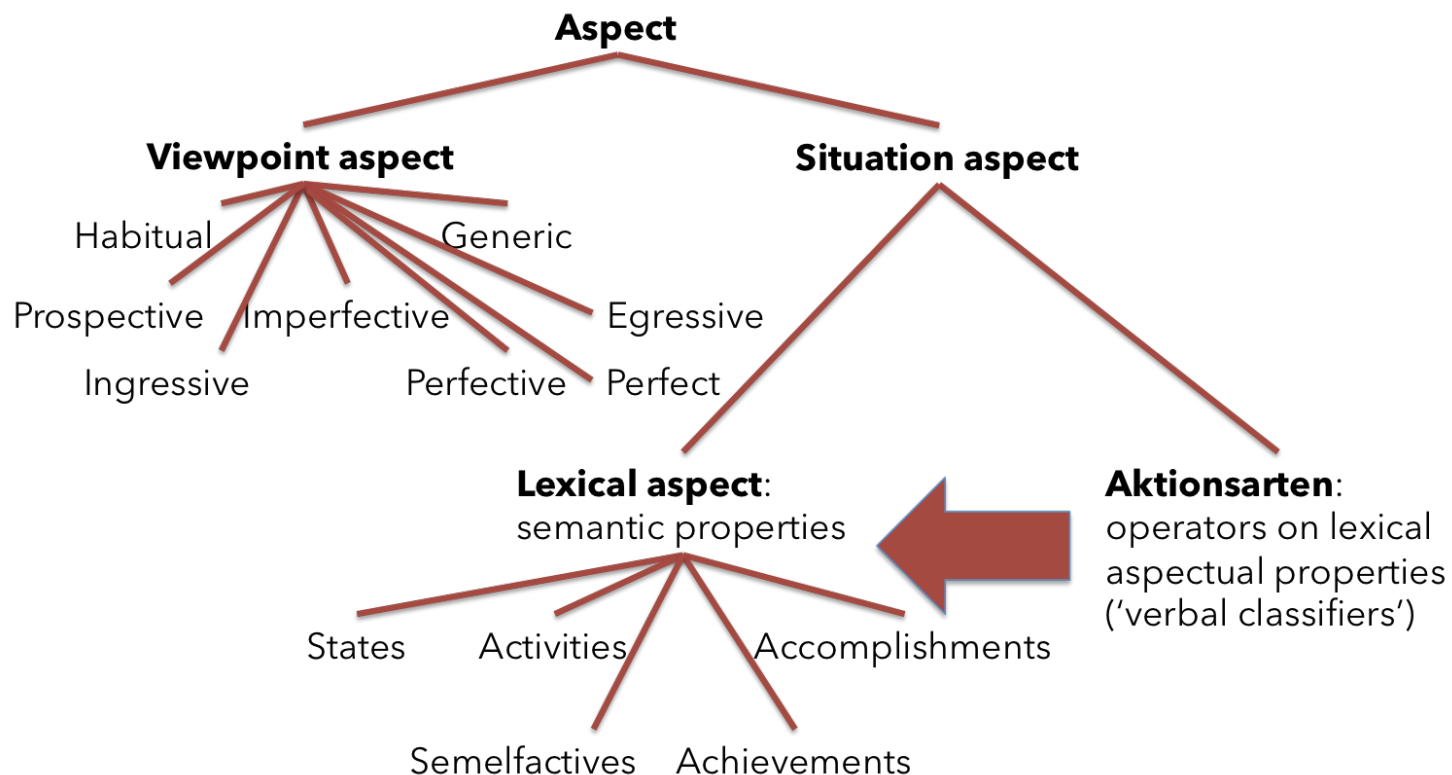 Aspect
Viewpoint aspect
Situation aspect
Habitual
Generic
Prospective
Imperfective
Egressive
Ingressive
Perfective
Perfect
Lexical aspect:
semantic properties
Aktionsarten:
operators on lexical
aspectual properties
(‘verbal classifiers’)
States
Activities
Accomplishments
Semelfactives
Achievements